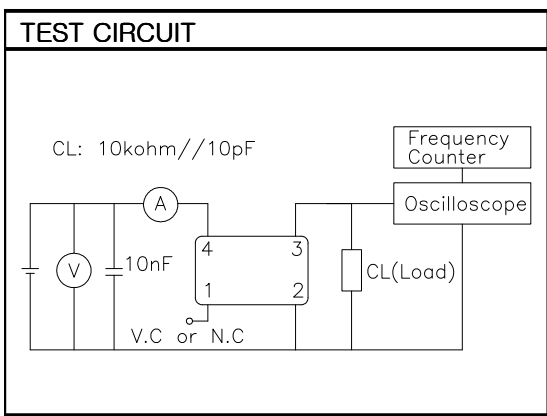 TEST CIRCUIT
CL: 10kohm//10pF
Frequency
Counter
Oscilloscope
A
4
3
V
10nF
CL(Load)
1
2
V.C or N.C